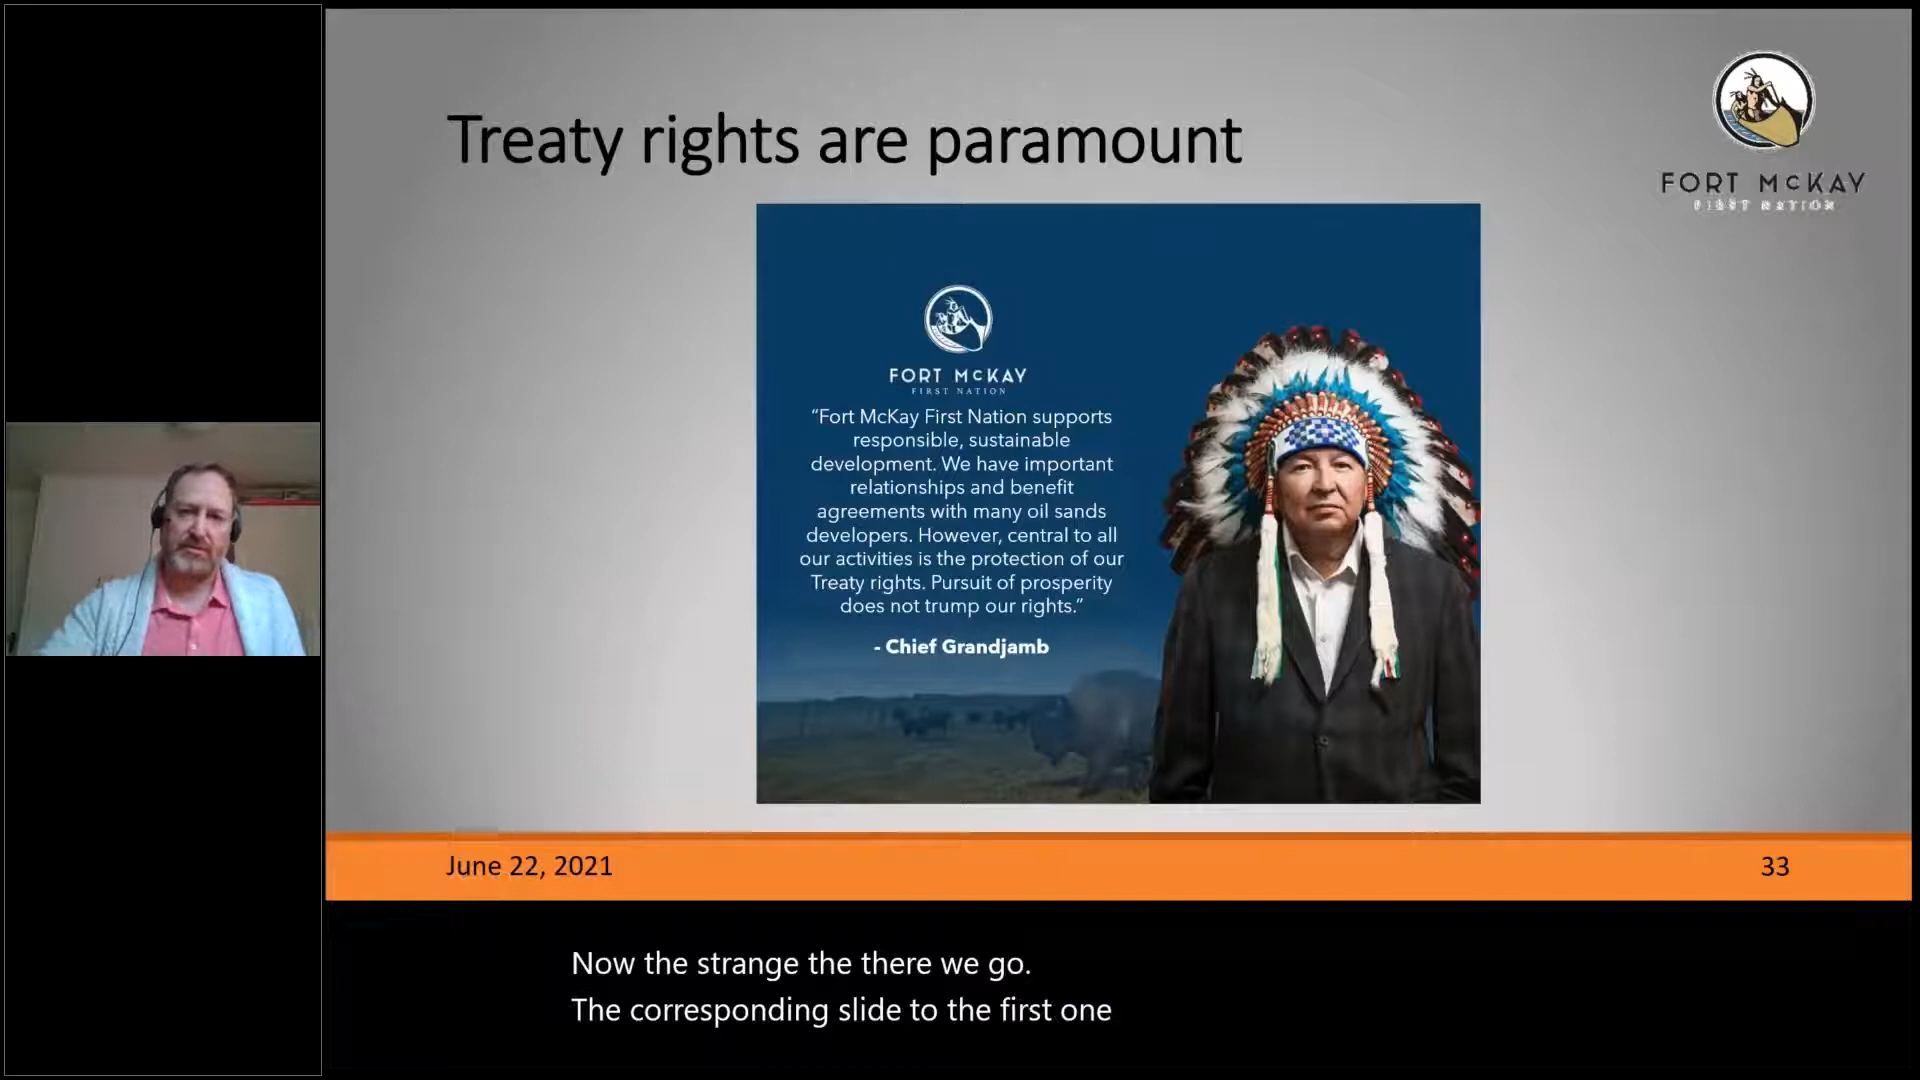 Treaty rights are paramount
FORT McKAY
FIRST NATION
FORT McKAY
FIRST NATION
“Fort McKay First Nation supports
responsible, sustainable
development. We have important
relationships and benefit
agreements with many oil sands
developers. However, central to all
our activities is the protection of our
Treaty rights. Pursuit of prosperity
does not trump our rights.”
- Chief Grandjamb
June 22, 2021
33
Now the strange the there we go.
The corresponding slide to the first one